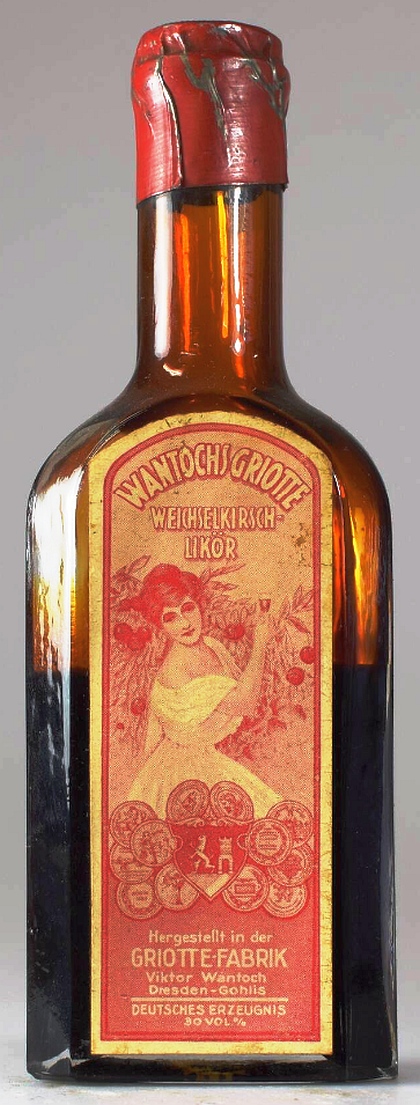 WANTOCHS GRIOTTE
WEICHSELKIRSCH-
LIKÖR
Hergestellt in der
GRIOTTE-FABRIK
Viktor Wantoch
Dresden-Gohlis
DEUTSCHES ERZEUGNIS
30 VOL %